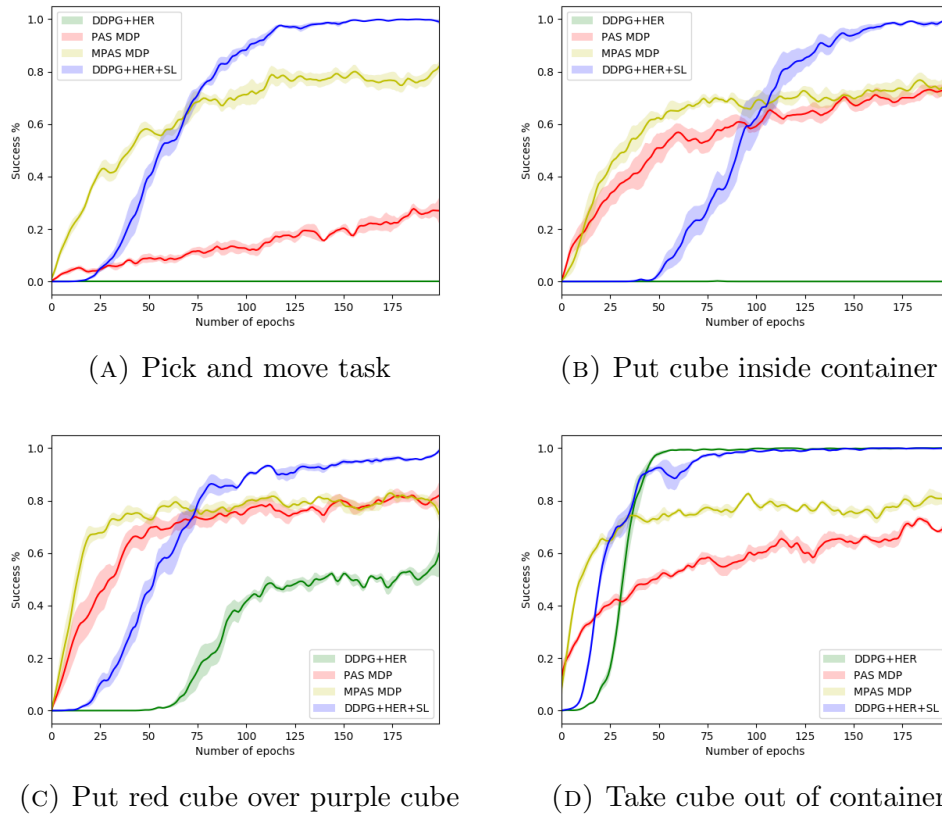 1.0
0.8
0.6
0.4
0.2
0.0
Success %
0 25 50 75 100 125 150 175
Number of epochs
DDPG+HER
PAS MDP
MPAS MDP
DDPG+HER+SL
(A) Pick and move task
1.0
0.8
0.6
0.4
0.2
0.0
Success %
0 25 50 75 100 125 150 175
Number of epochs
DDPG+HER
PAS MDP
MPAS MDP
DDPG+HER+SL
(B) Put cube inside container
1.0
0.8
0.6
0.4
0.2
0.0
Success %
0 25 50 75 100 125 150 175
Number of epochs
DDPG+HER
PAS MDP
MPAS MDP
DDPG+HER+SL
(C) Put red cube over purple cube
1.0
0.8
0.6
0.4
0.2
0.0
Success %
0 25 50 75 100 125 150 175
Number of epochs
DDPG+HER
PAS MDP
MPAS MDP
DDPG+HER+SL
(D) Take cube out of container